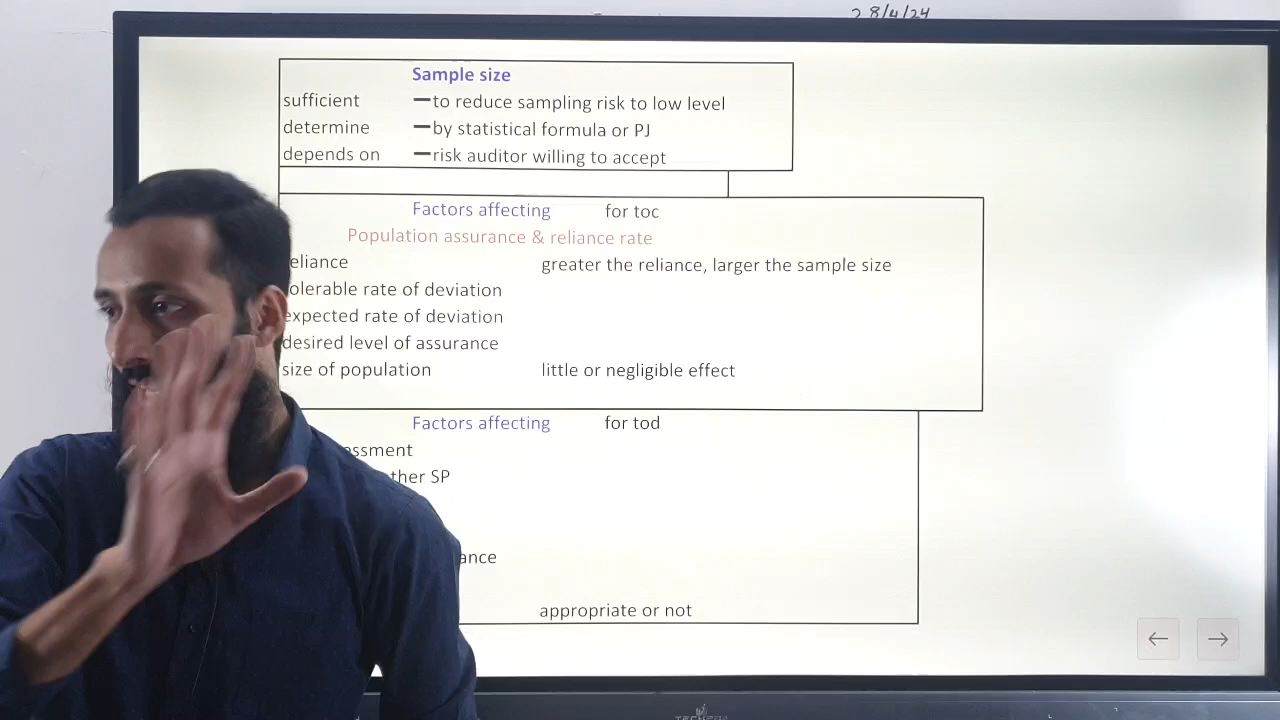 28/4/24
Sample size
sufficient — to reduce sampling risk to low level
determine — by statistical formula or PJ
depends on — risk auditor willing to accept
Factors affecting for toc
Population assurance & reliance rate
eliance greater the reliance, larger the sample size
olerable rate of deviation
expected rate of deviation
desired level of assurance
size of population little or negligible effect
Factors affecting for tod
essment
ther SP
ance
appropriate or not